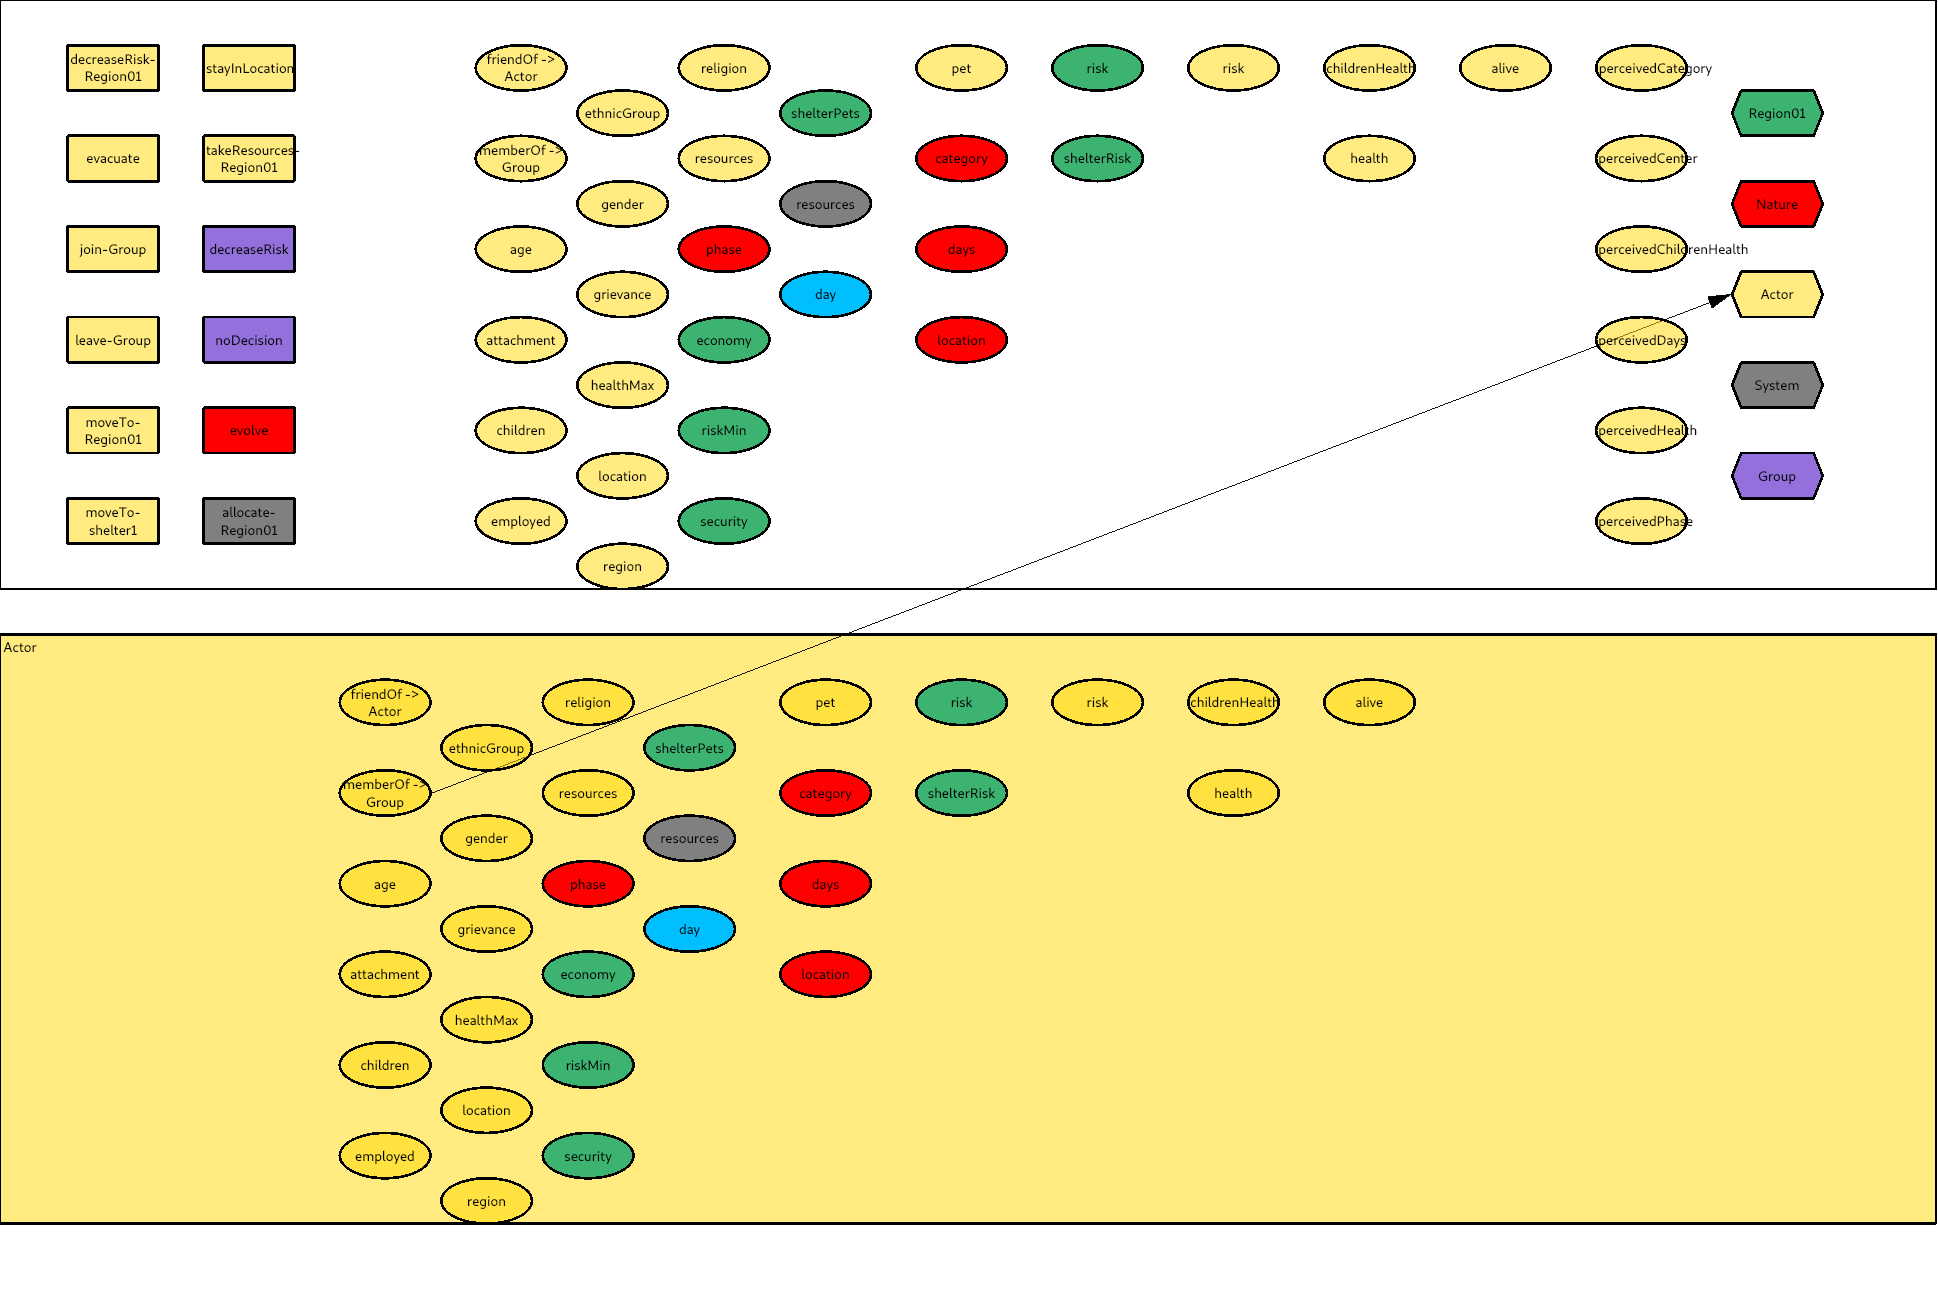 decreaseRisk-
Region01
stayInLocation
friendOf ->
Actor
religion
pet
risk
risk
childrenHealth
alive
perceivedCategory
ethnicGroup
shelterPets
Region01
evacuate
takeResources-
Region01
memberOf ->
Group
resources
category
shelterRisk
health
perceivedCenter
gender
resources
Nature
join-Group
decreaseRisk
age
phase
days
perceivedChildrenHealth
grievance
day
Actor
leave-Group
noDecision
attachment
economy
location
perceivedDays
healthMax
System
moveTo-
Region01
evolve
children
riskMin
perceivedHealth
location
Group
moveTo-
shelter1
allocate-
Region01
employed
security
perceivedPhase
region
Actor
friendOf ->
Actor
religion
pet
risk
risk
childrenHealth
alive
ethnicGroup
shelterPets
memberOf ->
Group
resources
category
shelterRisk
health
gender
resources
age
phase
days
grievance
day
attachment
economy
location
healthMax
children
riskMin
location
employed
security
region